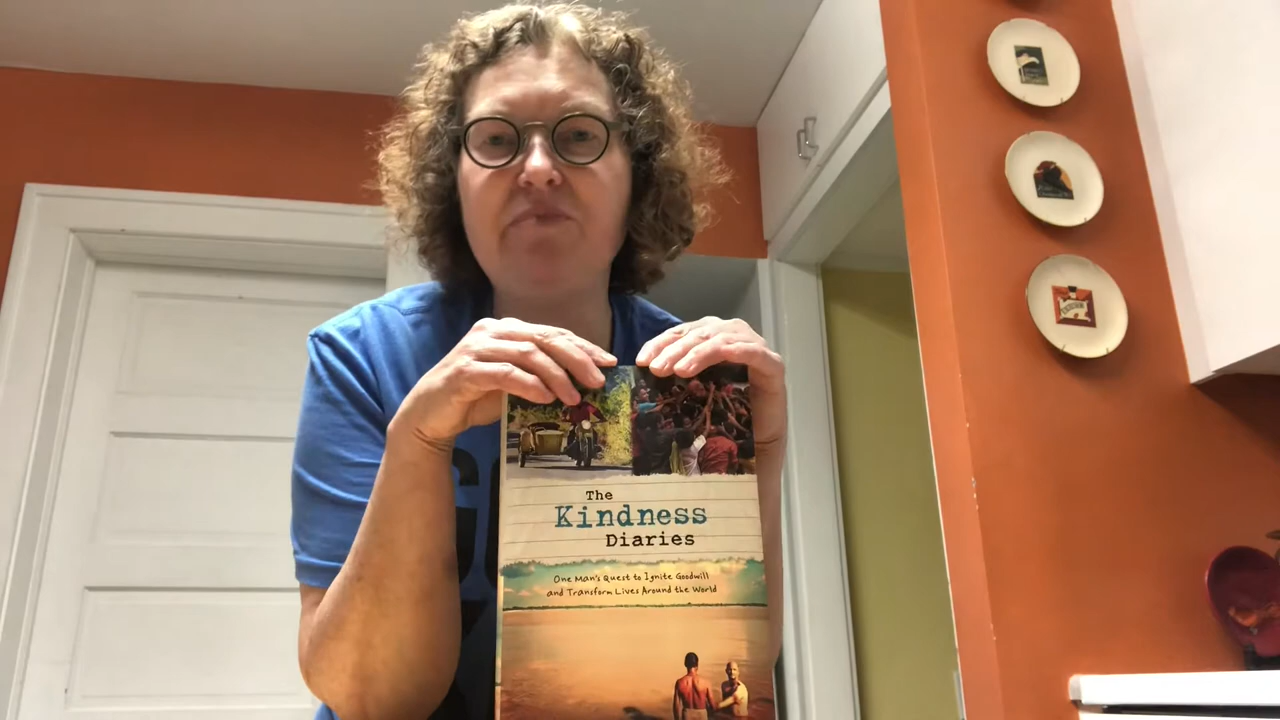 The
Kindness
Diaries
One Man's Quest to Ignite Goodwill
and Transform Lives Around the World